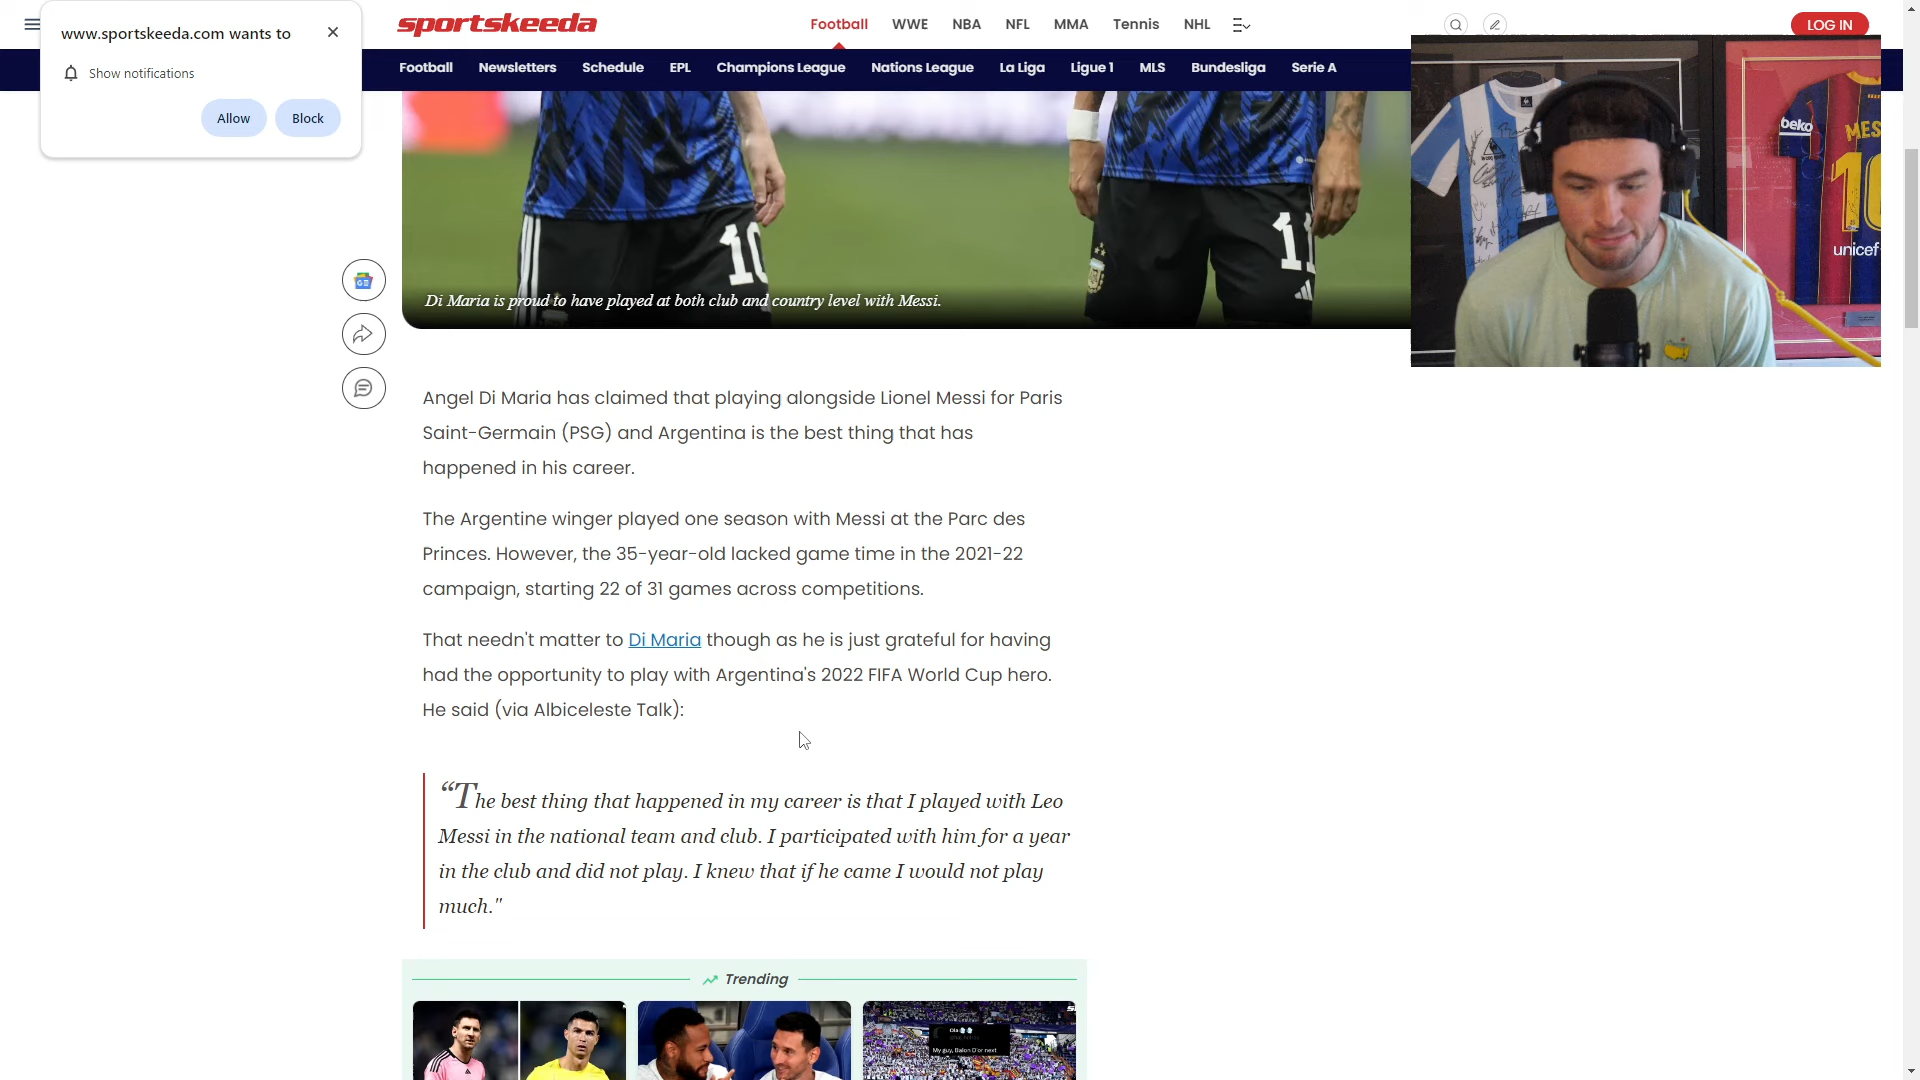 www.sportskeeda.com wants to
Show notifications
Allow
Block
sportskeeda
Football
WWE
NBA
NFL
MMA
Tennis
NHL
LOG IN
Football
Newsletters
Schedule
EPL
Champions League
Nations League
La Liga
Ligue 1
MLS
Bundesliga
Serie A
10
11
Di Maria is proud to have played at both club and country level with Messi.
beko
MES
10
unicef
Angel Di Maria has claimed that playing alongside Lionel Messi for Paris
Saint-Germain (PSG) and Argentina is the best thing that has
happened in his career.
The Argentine winger played one season with Messi at the Parc des
Princes. However, the 35-year-old lacked game time in the 2021-22
campaign, starting 22 of 31 games across competitions.
That needn't matter to Di Maria though as he is just grateful for having
had the opportunity to play with Argentina's 2022 FIFA World Cup hero.
He said (via Albiceleste Talk):
“The best thing that happened in my career is that I played with Leo
Messi in the national team and club. I participated with him for a year
in the club and did not play. I knew that if he came I would not play
much."
Trending
My guy, Balon D'or next